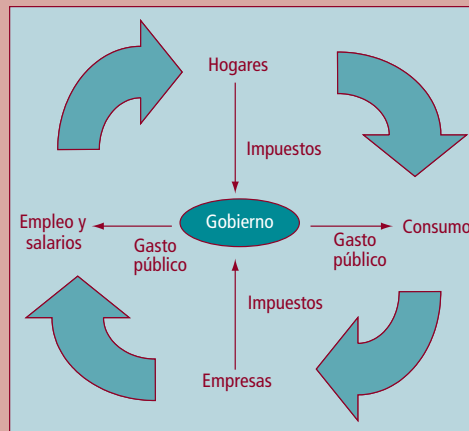 Hogares
Impuestos
Empleo y
salarios
Gasto
público
Gobierno
Gasto
público
Consumo
Impuestos
Empresas